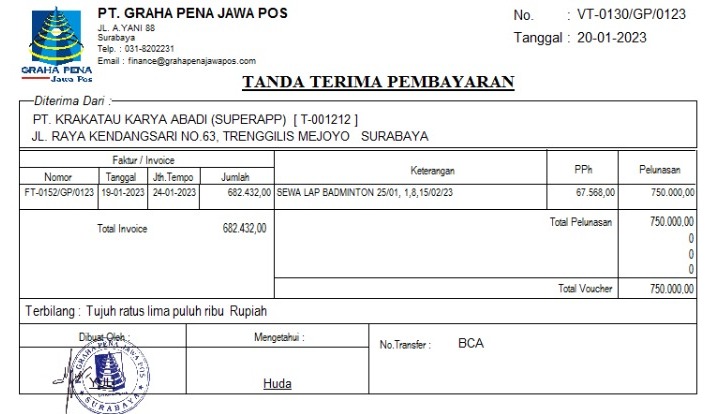 PT. GRAHA PENA JAWA POS
JL. A.YANI 88
Surabaya
Telp. : 031-8202231
Email : finance@grahapenajawapos.com
GRAHA PENA
Jawa Pos
No. : VT-0130/GP/0123
Tanggal : 20-01-2023
TANDA TERIMA PEMBAYARAN
Diterima Dari :
PT. KRAKATAU KARYA ABADI (SUPERAPP) [ T-001212 ]
JL. RAYA KENDANGSARI NO.63, TRENGGILIS MEJOYO SURABAYA
Faktur / Invoice Keterangan PPh Pelunasan
Nomor Tanggal Jth.Tempo Jumlah
FT-0152/GP/0123 19-01-2023 24-01-2023 682.432,00 SEWA LAP BADMINTON 25/01, 1,8,15/02/23 67.568,00 750.000,00
Total Invoice 682.432,00 Total Pelunasan 750.000,00
0
0
0
Total Voucher 750.000,00
Terbilang : Tujuh ratus lima puluh ribu Rupiah
Dibuat Oleh : Mengetahui : No.Transfer : BCA
PT. GRAHA PENA JAWA POS
SURABAYA
Huda